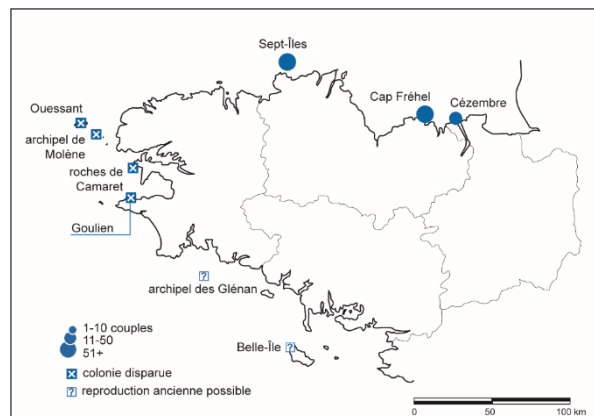 Sept-Îles
Cap Fréhel
Cézembre
Ouessant
archipel de
Molène
roches de
Camaret
Goulien
archipel des Glénan
Belle-Île
1-10 couples
11-50
51+
colonie disparue
? reproduction ancienne possible
0 50 100 km